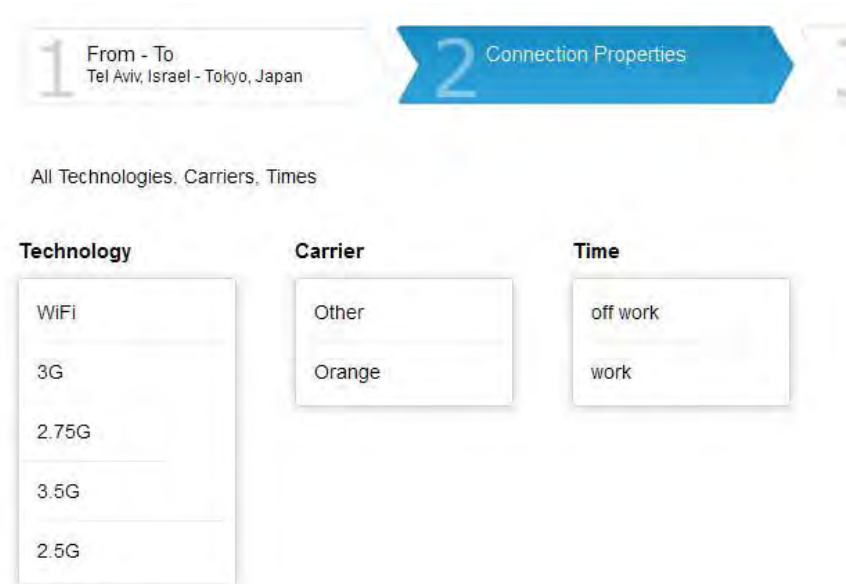 1 From - To
Tel Aviv, Israel - Tokyo, Japan
2 Connection Properties
All Technologies, Carriers, Times
Technology
WiFi
3G
2.75G
3.5G
2.5G
Carrier
Other
Orange
Time
off work
work